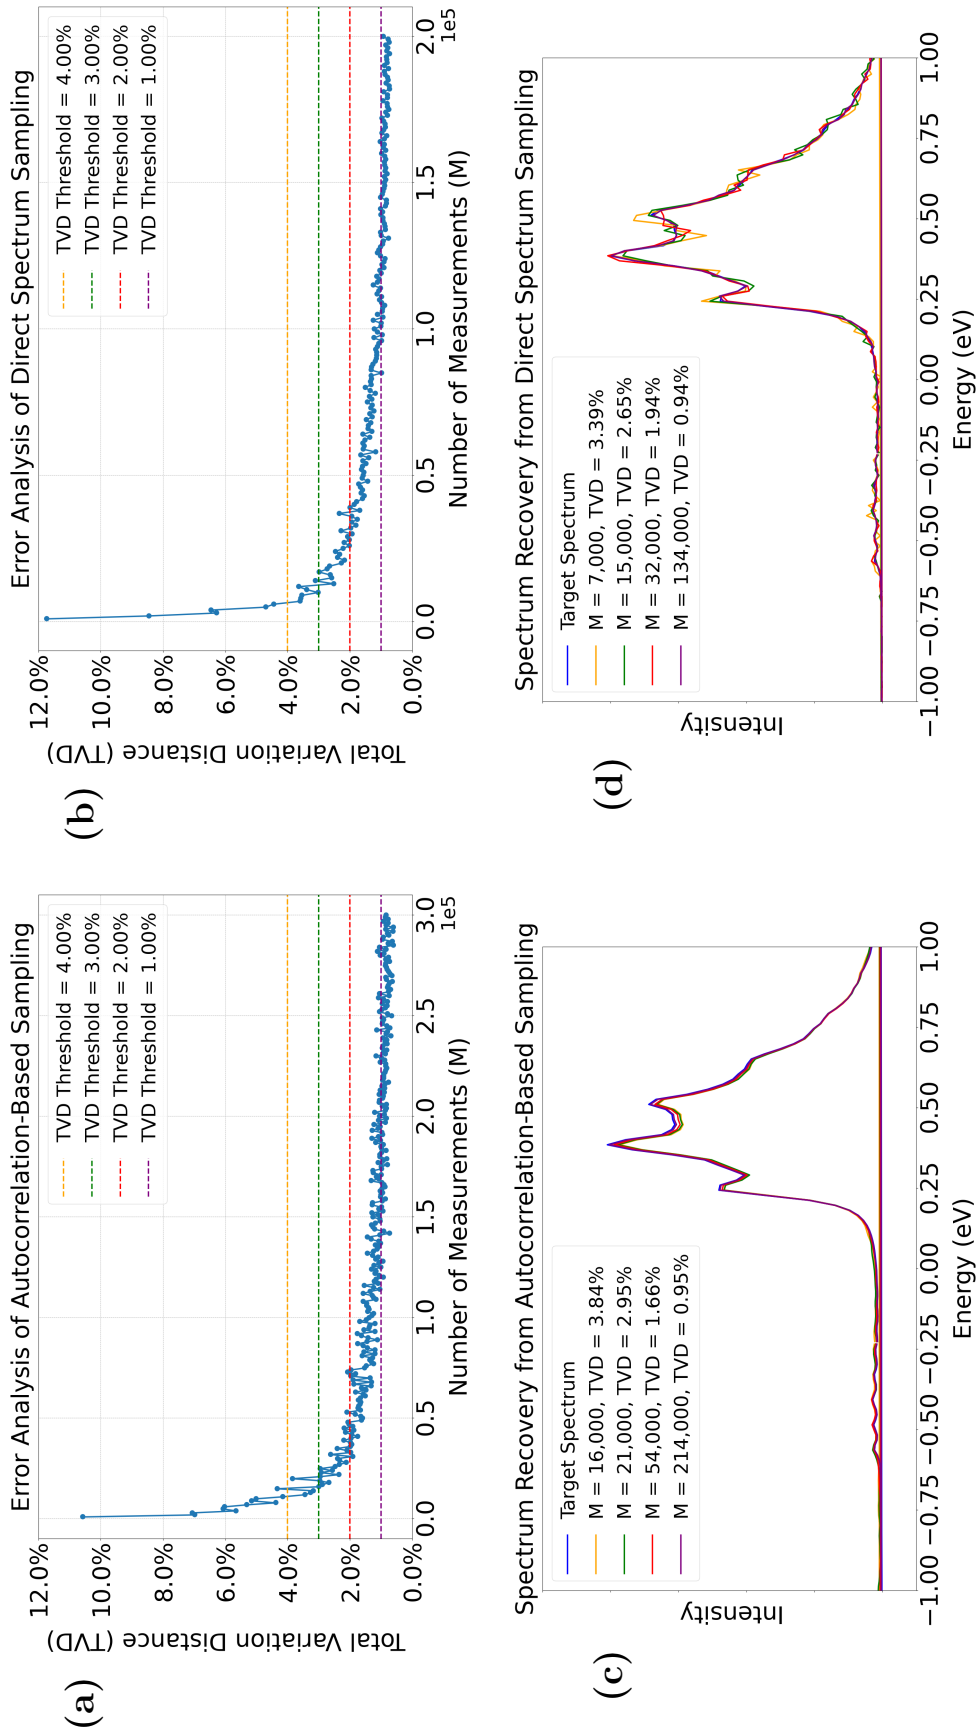 (a)
Error Analysis of Autocorrelation-Based Sampling
Total Variation Distance (TVD)
12.0%
10.0%
8.0%
6.0%
4.0%
2.0%
0.0%
TVD Threshold = 4.00%
TVD Threshold = 3.00%
TVD Threshold = 2.00%
TVD Threshold = 1.00%
0.0 0.5 1.0 1.5 2.0 2.5 3.0
1e5
Number of Measurements (M)
(b)
Error Analysis of Direct Spectrum Sampling
Total Variation Distance (TVD)
12.0%
10.0%
8.0%
6.0%
4.0%
2.0%
0.0%
TVD Threshold = 4.00%
TVD Threshold = 3.00%
TVD Threshold = 2.00%
TVD Threshold = 1.00%
0.0 0.5 1.0 1.5 2.0
1e5
Number of Measurements (M)
(c)
Spectrum Recovery from Autocorrelation-Based Sampling
Intensity
Target Spectrum
M = 16,000, TVD = 3.84%
M = 21,000, TVD = 2.95%
M = 54,000, TVD = 1.66%
M = 214,000, TVD = 0.95%
−1.00 −0.75 −0.50 −0.25 0.00 0.25 0.50 0.75 1.00
Energy (eV)
(d)
Spectrum Recovery from Direct Spectrum Sampling
Intensity
Target Spectrum
M = 7,000, TVD = 3.39%
M = 15,000, TVD = 2.65%
M = 32,000, TVD = 1.94%
M = 134,000, TVD = 0.94%
−1.00 −0.75 −0.50 −0.25 0.00 0.25 0.50 0.75 1.00
Energy (eV)